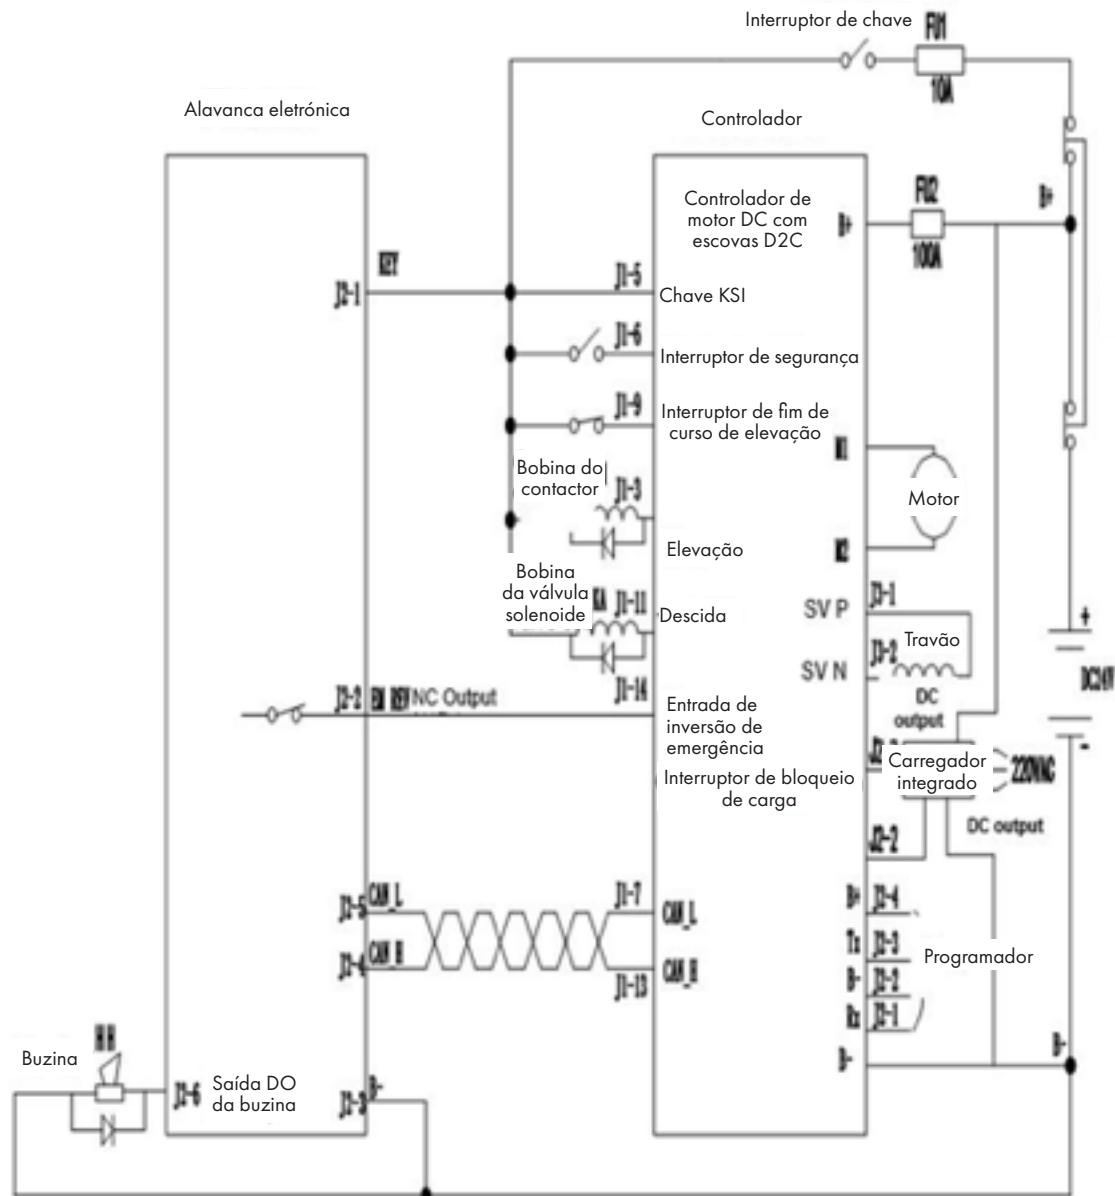 Interruptor de chave
FU1
10A
Alavanca eletrónica
Controlador
Controlador de
motor DC com
escovas D2C
B+
FU2
100A
B+
KEY
J2-1
J1-5
Chave KSI
J1-6
Interruptor de segurança
J1-9
Interruptor de fim de
curso de elevação
M1
Motor
M2
Bobina do
contactor
J1-3
Elevação
Bobina
da válvula
solenoide
J1-11
Descida
SV P
J3-1
Travão
SV N
J3-2
+
DC24V
-
J1-14
J2-2
EM REV
NC Output
Entrada de
inversão de
emergência
DC
output
Interruptor de bloqueio
de carga
Carregador
integrado
220VAC
DC output
J2-2
J2-5
CAN_L
J1-7
CAN_L
J2-4
CAN_H
J1-13
CAN_H
J2-4
Tx
J2-3
Programador
J2-2
Rx
J2-1
B-
B-
Buzina
J2-6
Saída DO
da buzina
J2-3
B-